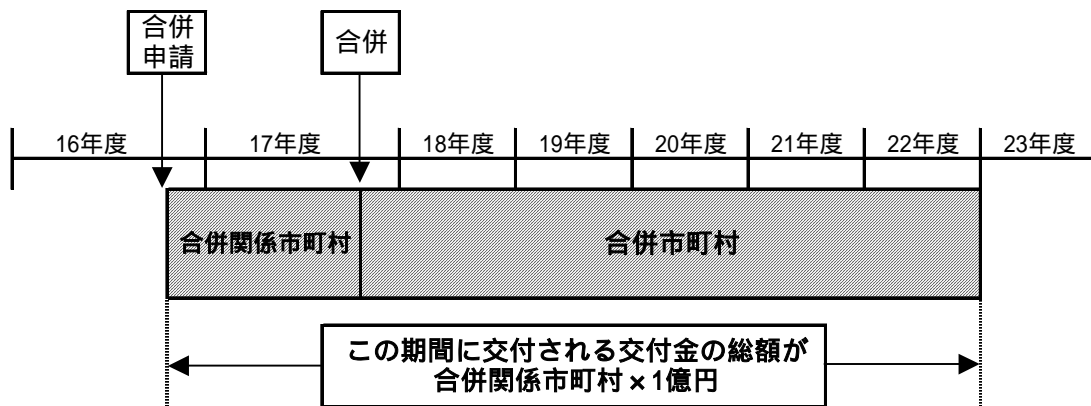 合併
申請
合併
16年度
17年度
18年度
19年度
20年度
21年度
22年度
23年度
合併関係市町村
合併市町村
この期間に交付される交付金の総額が
合併関係市町村×1億円